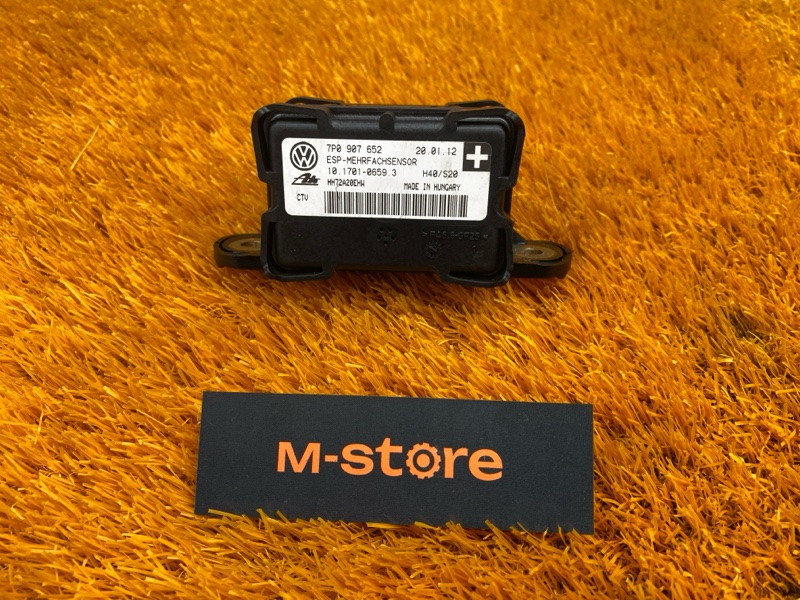 7P0 907 652 20.01.12
ESP-MEHRFACHSENSOR
10.1701-0659.3 H40/S20
HH72A20EHW MADE IN HUNGARY
CTV
M-store